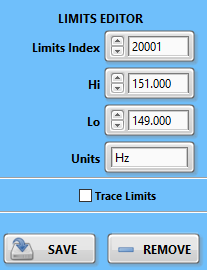 LIMITS EDITOR
Limits Index 20001
Hi 151.000
Lo 149.000
Units Hz
Trace Limits
SAVE REMOVE